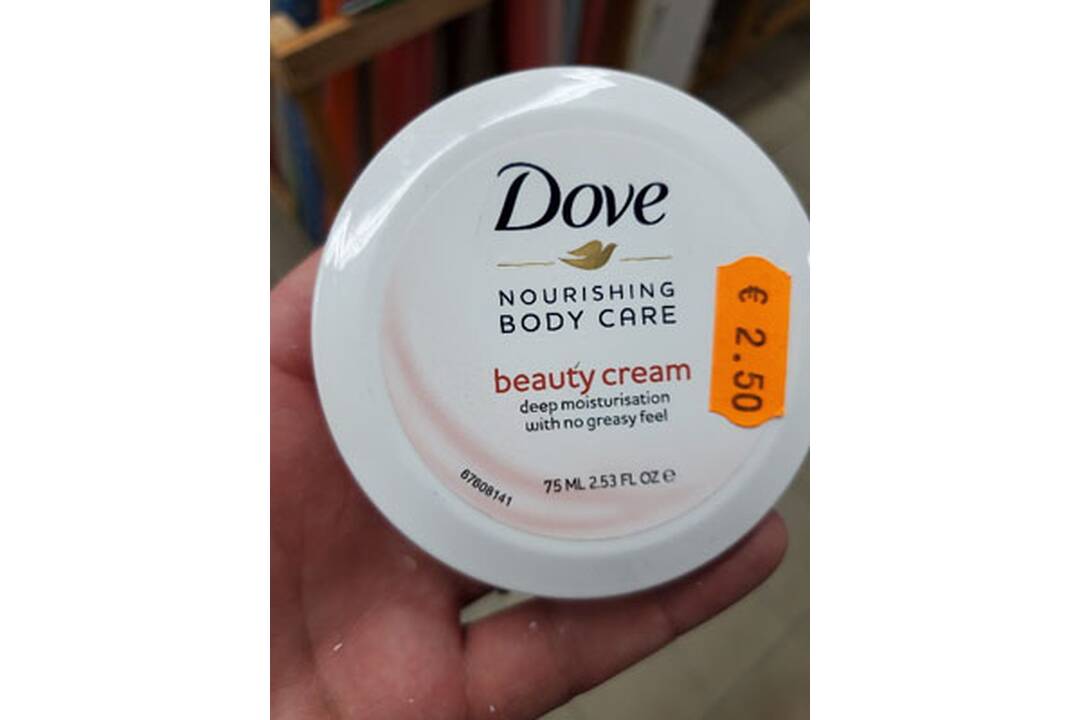 Dove
NOURISHING
BODY CARE
beauty cream
deep moisturisation
with no greasy feel
75 ML 2.53 FL OZ ℮
67608141
€ 2.50